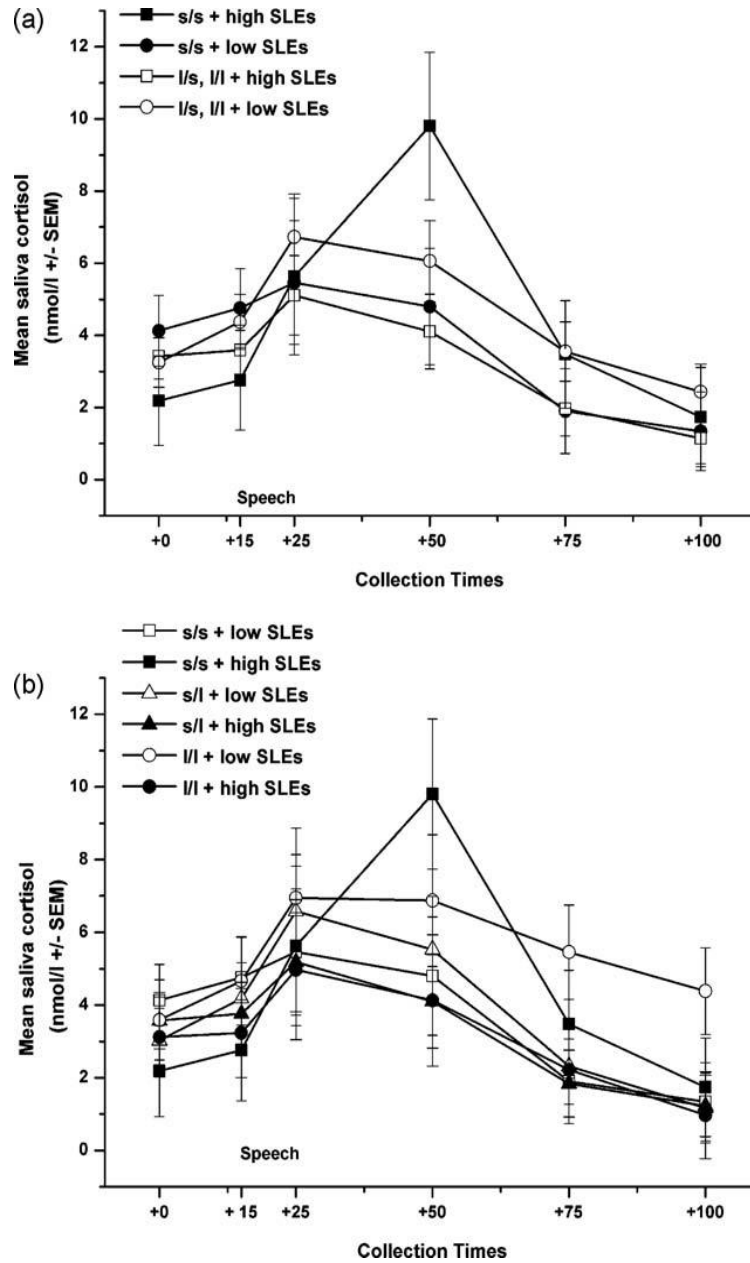 (a)
s/s + high SLEs
s/s + low SLEs
l/s, l/l + high SLEs
l/s, l/l + low SLEs
12
10
8
6
4
2
0
Mean saliva cortisol
(nmol/l +/- SEM)
Speech
+0 +15 +25 +50 +75 +100
Collection Times
(b)
s/s + low SLEs
s/s + high SLEs
s/l + low SLEs
s/l + high SLEs
l/l + low SLEs
l/l + high SLEs
12
10
8
6
4
2
0
Mean saliva cortisol
(nmol/l +/- SEM)
Speech
+0 + 15 +25 +50 +75 +100
Collection Times